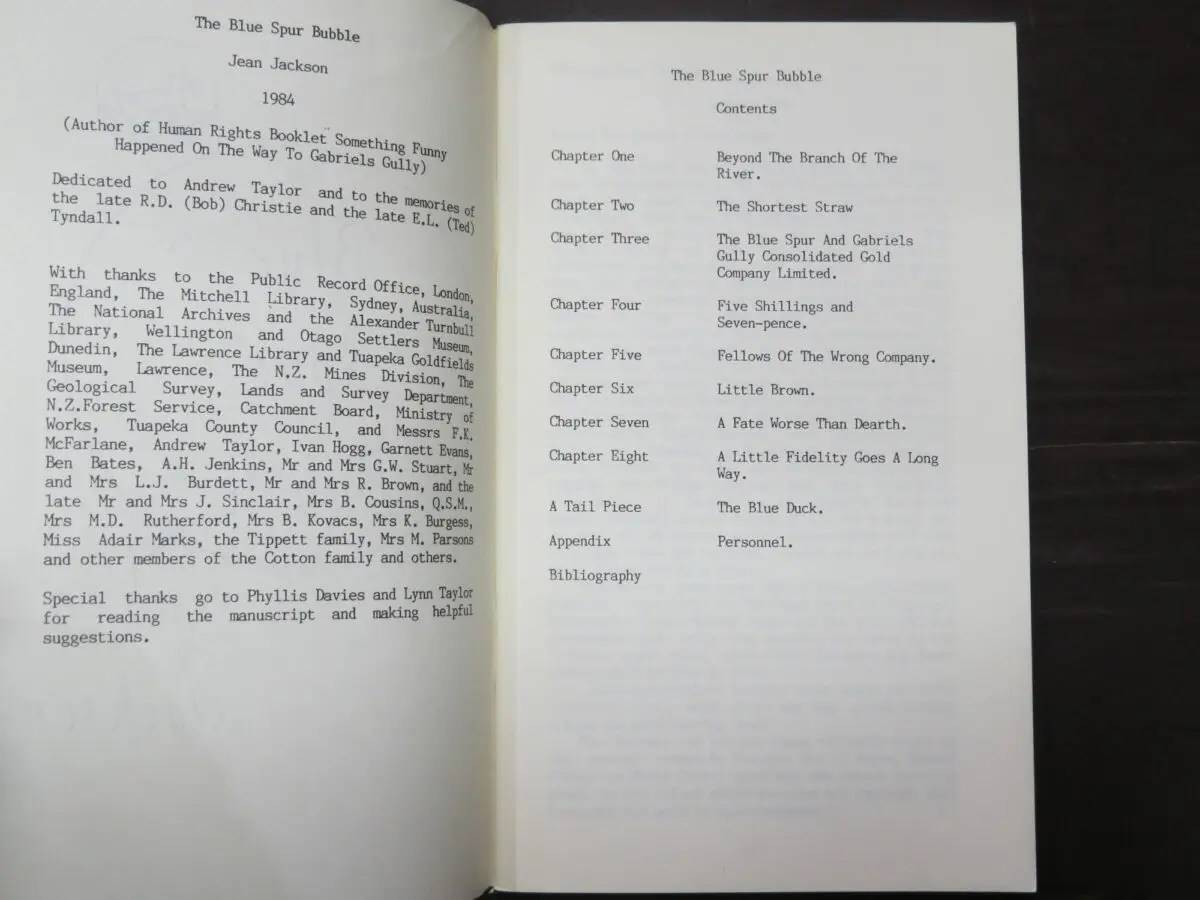 The Blue Spur Bubble
Jean Jackson
1984
(Author of Human Rights Booklet Something Funny
Happened On The Way To Gabriels Gully)
Dedicated to Andrew Taylor and to the memories of
the late R.D. (Bob) Christie and the late E.L. (Ted)
Tyndall.
With thanks to the Public Record Office, London,
England, The Mitchell Library, Sydney, Australia,
The National Archives and the Alexander Turnbull
Library, Wellington and Otago Settlers Museum,
Dunedin, The Lawrence Library and Tuapeka Goldfields
Museum, Lawrence, The N.Z. Mines Division, The
Geological Survey, Lands and Survey Department,
N.Z.Forest Service, Catchment Board, Ministry of
Works, Tuapeka County Council, and Messrs F.K.
McFarlane, Andrew Taylor, Ivan Hogg, Garnett Evans,
Ben Bates, A.H. Jenkins, Mr and Mrs G.W. Stuart, Mr
and Mrs L.J. Burdett, Mr and Mrs R. Brown, and the
late Mr and Mrs J. Sinclair, Mrs B. Cousins, Q.S.M.,
Mrs M.D. Rutherford, Mrs B. Kovacs, Mrs K. Burgess,
Miss Adair Marks, the Tippett family, Mrs M. Parsons
and other members of the Cotton family and others.
Special thanks go to Phyllis Davies and Lynn Taylor
for reading the manuscript and making helpful
suggestions.
The Blue Spur Bubble
Contents
Chapter One Beyond The Branch Of The
River.
Chapter Two The Shortest Straw
Chapter Three The Blue Spur And Gabriels
Gully Consolidated Gold
Company Limited.
Chapter Four Five Shillings and
Seven-pence.
Chapter Five Fellows Of The Wrong Company.
Chapter Six Little Brown.
Chapter Seven A Fate Worse Than Dearth.
Chapter Eight A Little Fidelity Goes A Long
Way.
A Tail Piece The Blue Duck.
Appendix Personnel.
Bibliography